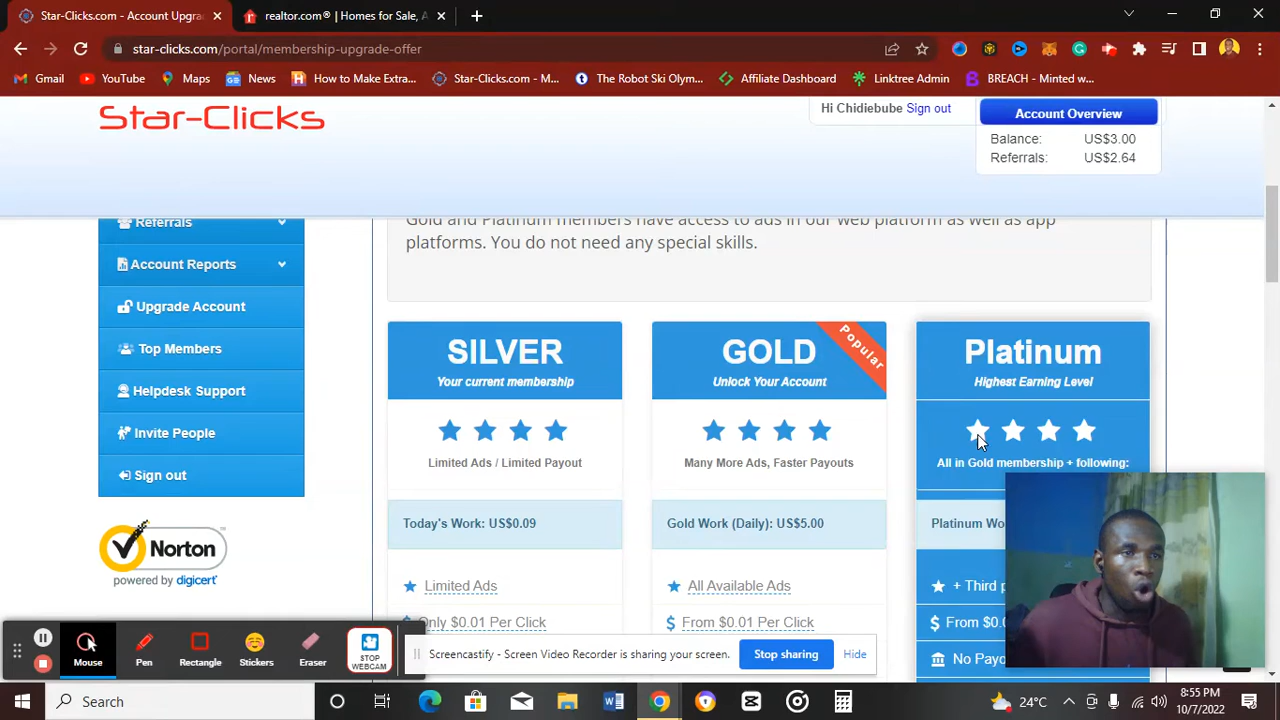 Star-Clicks.com - Account Upgra
realtor.com® | Homes for Sale, A
star-clicks.com/portal/membership-upgrade-offer
Gmail
YouTube
Maps
News
How to Make Extra...
Star-Clicks.com - M...
The Robot Ski Olym...
Affiliate Dashboard
Linktree Admin
BREACH - Minted w...
Star-Clicks
Hi Chidiebube Sign out
Account Overview
Balance: US$3.00
Referrals: US$2.64
Referrals
Account Reports
Upgrade Account
Top Members
Helpdesk Support
Invite People
Sign out
Norton
powered by digicert
Gold and Platinum members have access to ads in our web platform as well as app
platforms. You do not need any special skills.
SILVER
Your current membership
Limited Ads / Limited Payout
Today's Work: US$0.09
Limited Ads
Only $0.01 Per Click
GOLD
Popular
Unlock Your Account
Many More Ads, Faster Payouts
Gold Work (Daily): US$5.00
All Available Ads
From $0.01 Per Click
Platinum
Highest Earning Level
All in Gold membership + following:
Platinum Wo
+ Third p
From $0.0
No Payo
Mouse
Pen
Rectangle
Stickers
Eraser
STOP
WEBCAM
Screencastify - Screen Video Recorder is sharing your screen.
Stop sharing
Hide
Search
24°C
8:55 PM
10/7/2022